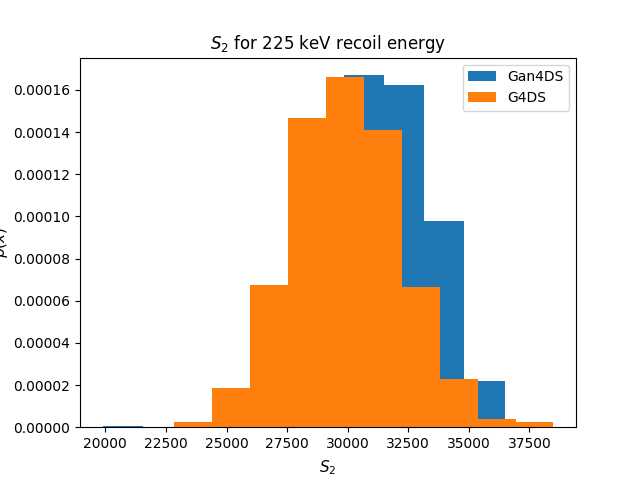 S₂ for 225 keV recoil energy
Gan4DS
G4DS
0.00016
0.00014
0.00012
0.00010
0.00008
0.00006
0.00004
0.00002
0.00000
p(x)
20000 22500 25000 27500 30000 32500 35000 37500
S₂